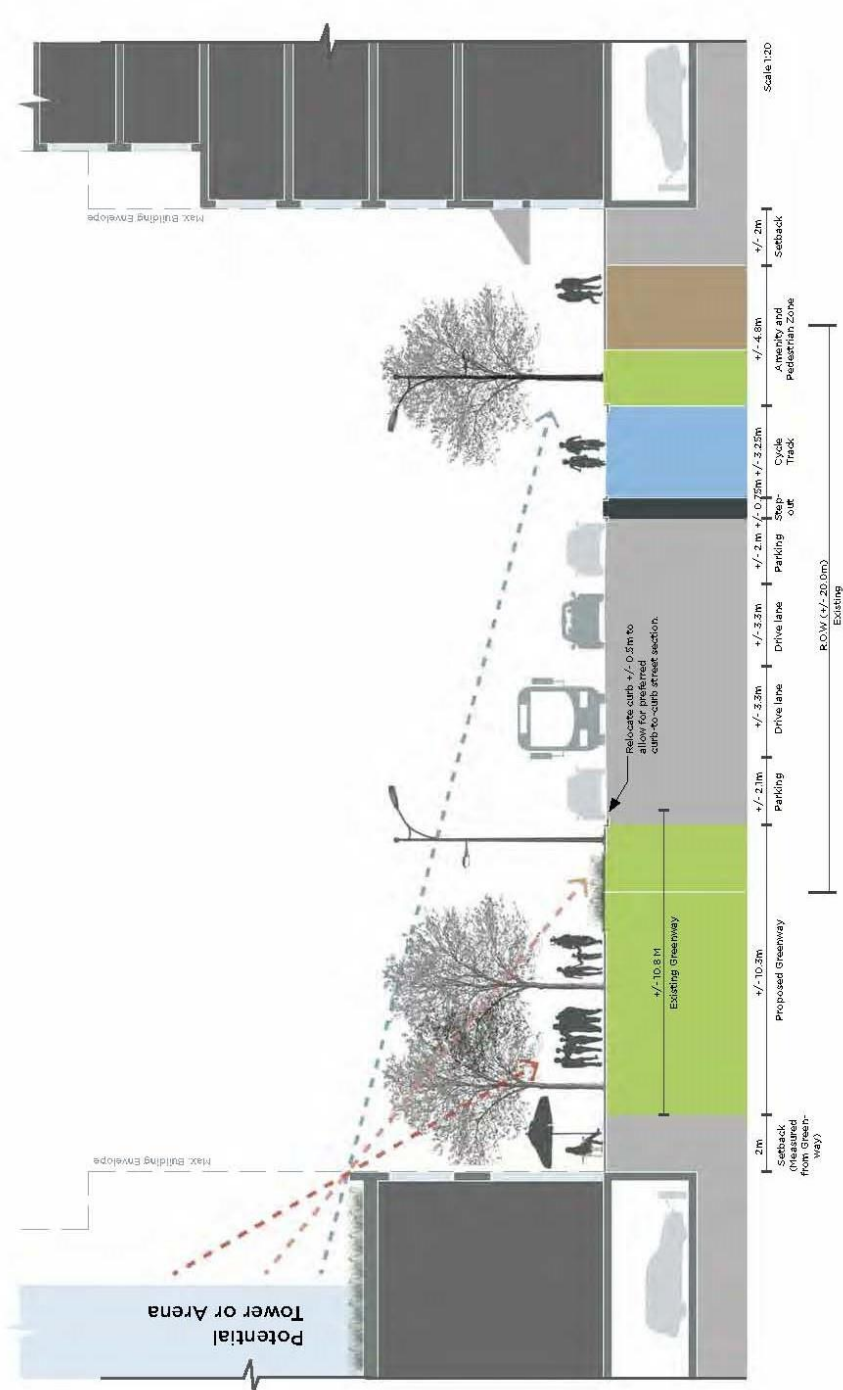 Potential
Tower or Arena
Max. Building Envelope
Max. Building Envelope
Relocate curb +/- 0.5m to
allow for preferred
curb-to-curb street section.
+/- 10.8 M
Existing Greenway
2m
Setback
(Measured
from Green-
way)
+/- 10.3m
Proposed Greenway
+/- 2.1m
Parking
+/- 3.3m
Drive lane
+/- 3.3m
Drive lane
+/- 2.m
Parking
+/- 0.75m
Step-
out
+/- 3.25m
Cycle
Track
+/- 4.8m
Amenity and
Pedestrian Zone
+/- 2m
Setback
R.O.W (+/- 20.0m)
Existing
Scale 1:20